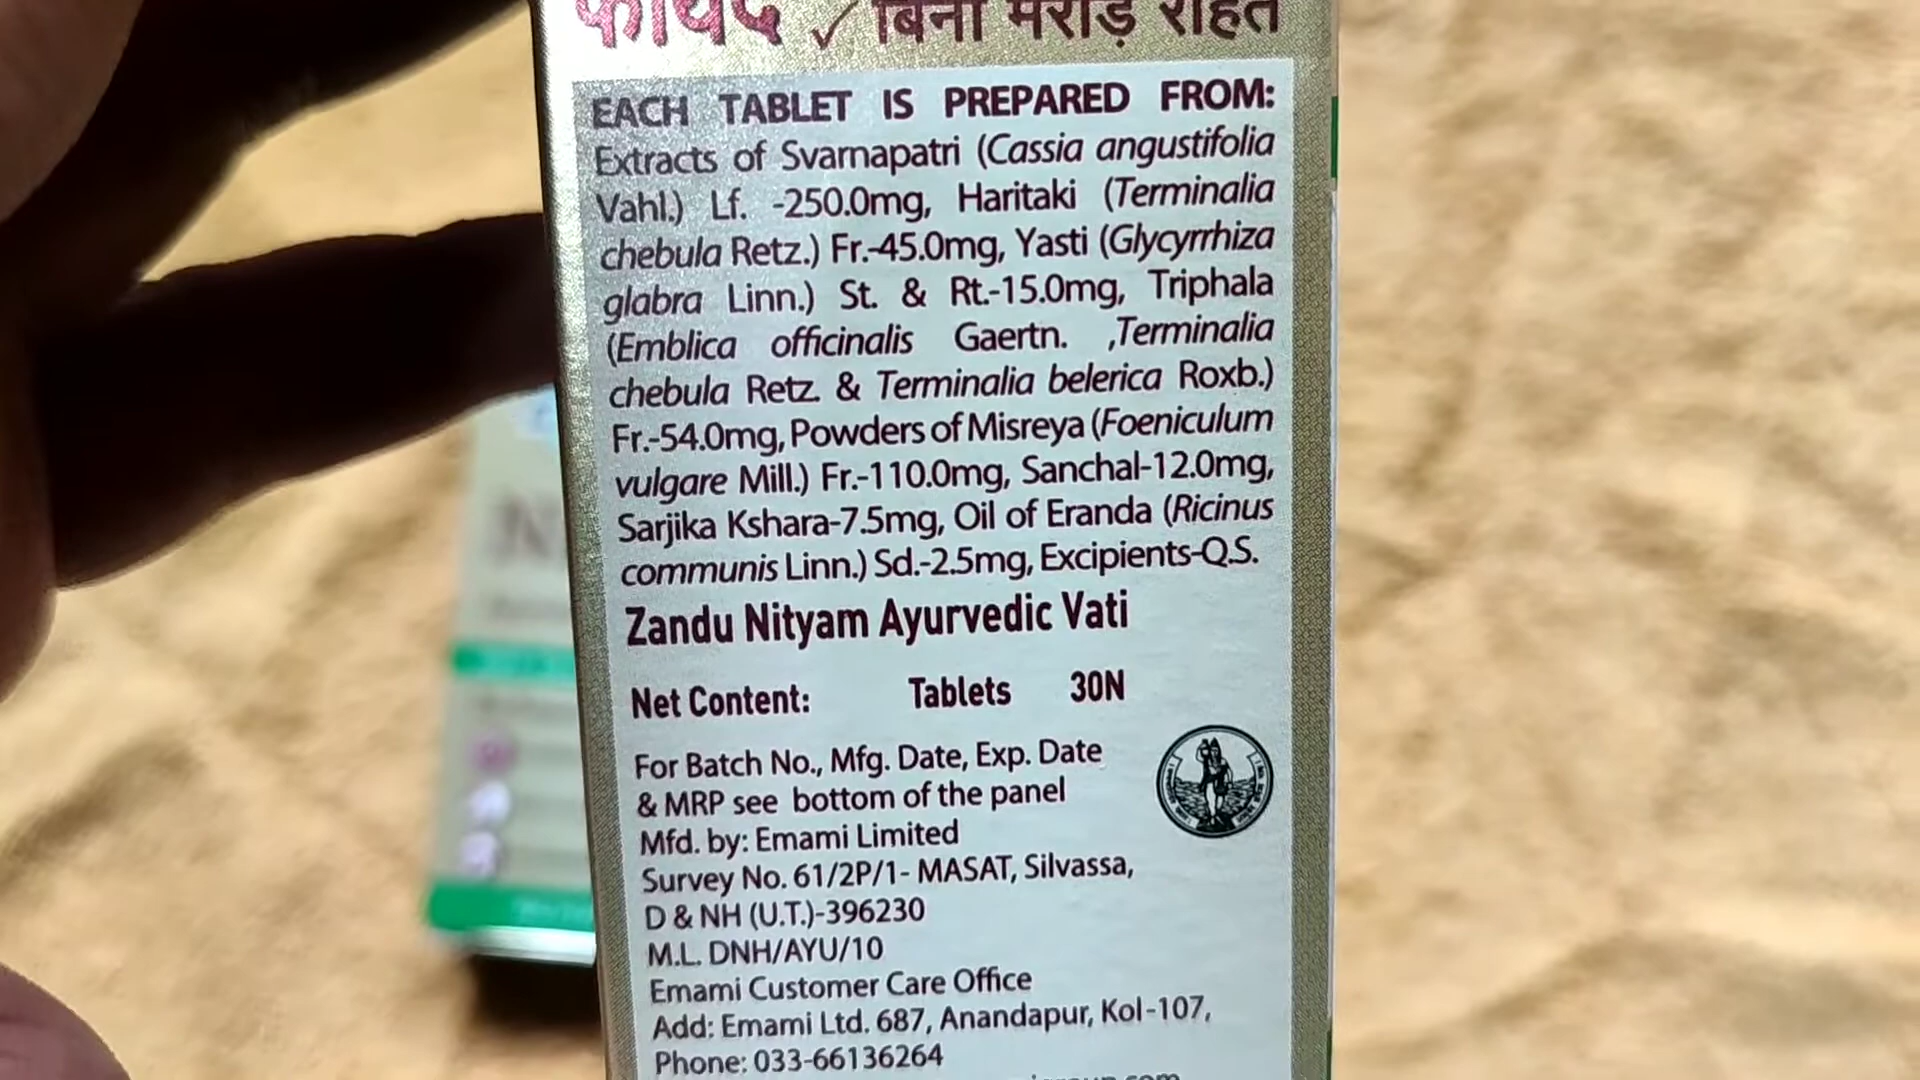 फायदे ✓ बिना मरोड़ राहत
EACH TABLET IS PREPARED FROM:
Extracts of Svarnapatri (Cassia angustifolia
Vahl.) Lf. -250.0mg, Haritaki (Terminalia
chebula Retz.) Fr.-45.0mg, Yasti (Glycyrrhiza
glabra Linn.) St. & Rt.-15.0mg, Triphala
(Emblica officinalis Gaertn. ,Terminalia
chebula Retz. & Terminalia belerica Roxb.)
Fr.-54.0mg, Powders of Misreya (Foeniculum
vulgare Mill.) Fr.-110.0mg, Sanchal-12.0mg,
Sarjika Kshara-7.5mg, Oil of Eranda (Ricinus
communis Linn.) Sd.-2.5mg, Excipients-Q.S.
Zandu Nityam Ayurvedic Vati
Net Content: Tablets 30N
For Batch No., Mfg. Date, Exp. Date
& MRP see bottom of the panel
Mfd. by: Emami Limited
Survey No. 61/2P/1- MASAT, Silvassa,
D & NH (U.T.)-396230
M.L. DNH/AYU/10
Emami Customer Care Office
Add: Emami Ltd. 687, Anandapur, Kol-107,
Phone: 033-66136264